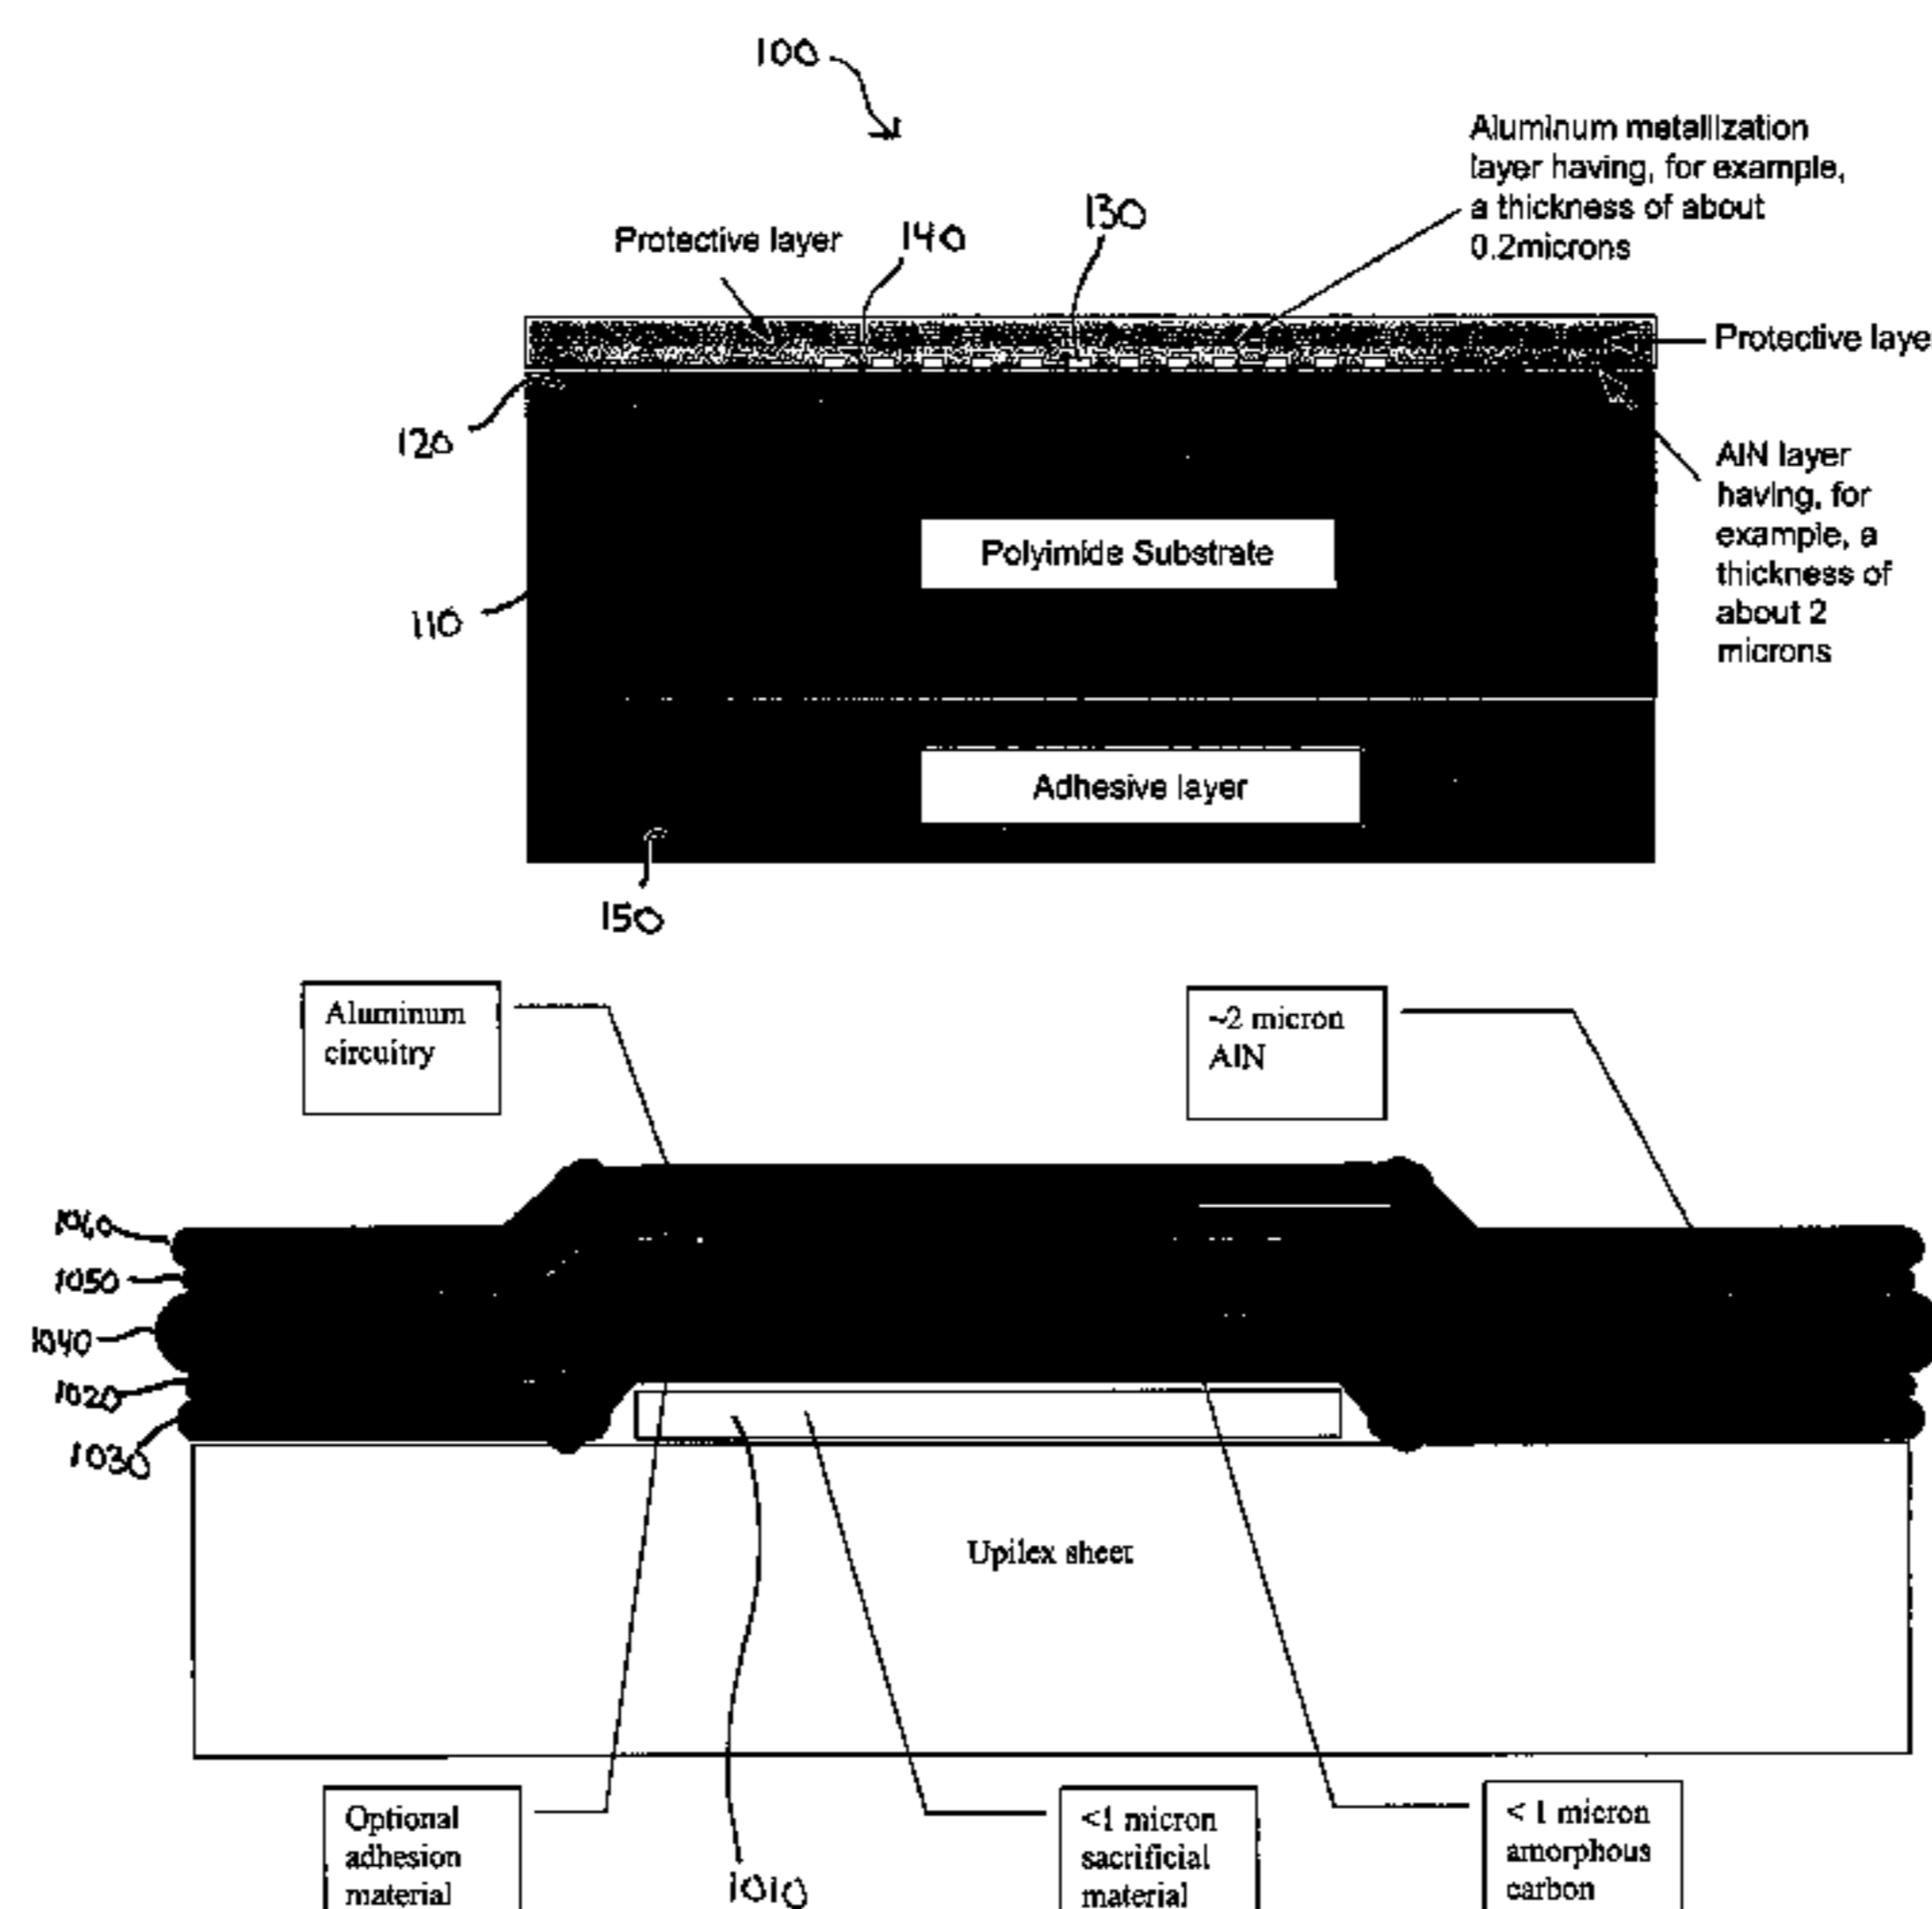 100
Aluminum metallization
layer having, for example,
a thickness of about
0.2microns
130
140
Protective layer
Protective laye
120
AlN layer
having, for
example, a
thickness of
about 2
microns
Polyimide Substrate
110
Adhesive layer
150
Aluminum
circuitry
~2 micron
AlN
1060
1050
1040
1020
1030
Upilex sheet
Optional
adhesion
material
<1 micron
sacrificial
material
< 1 micron
amorphous
carbon
1010